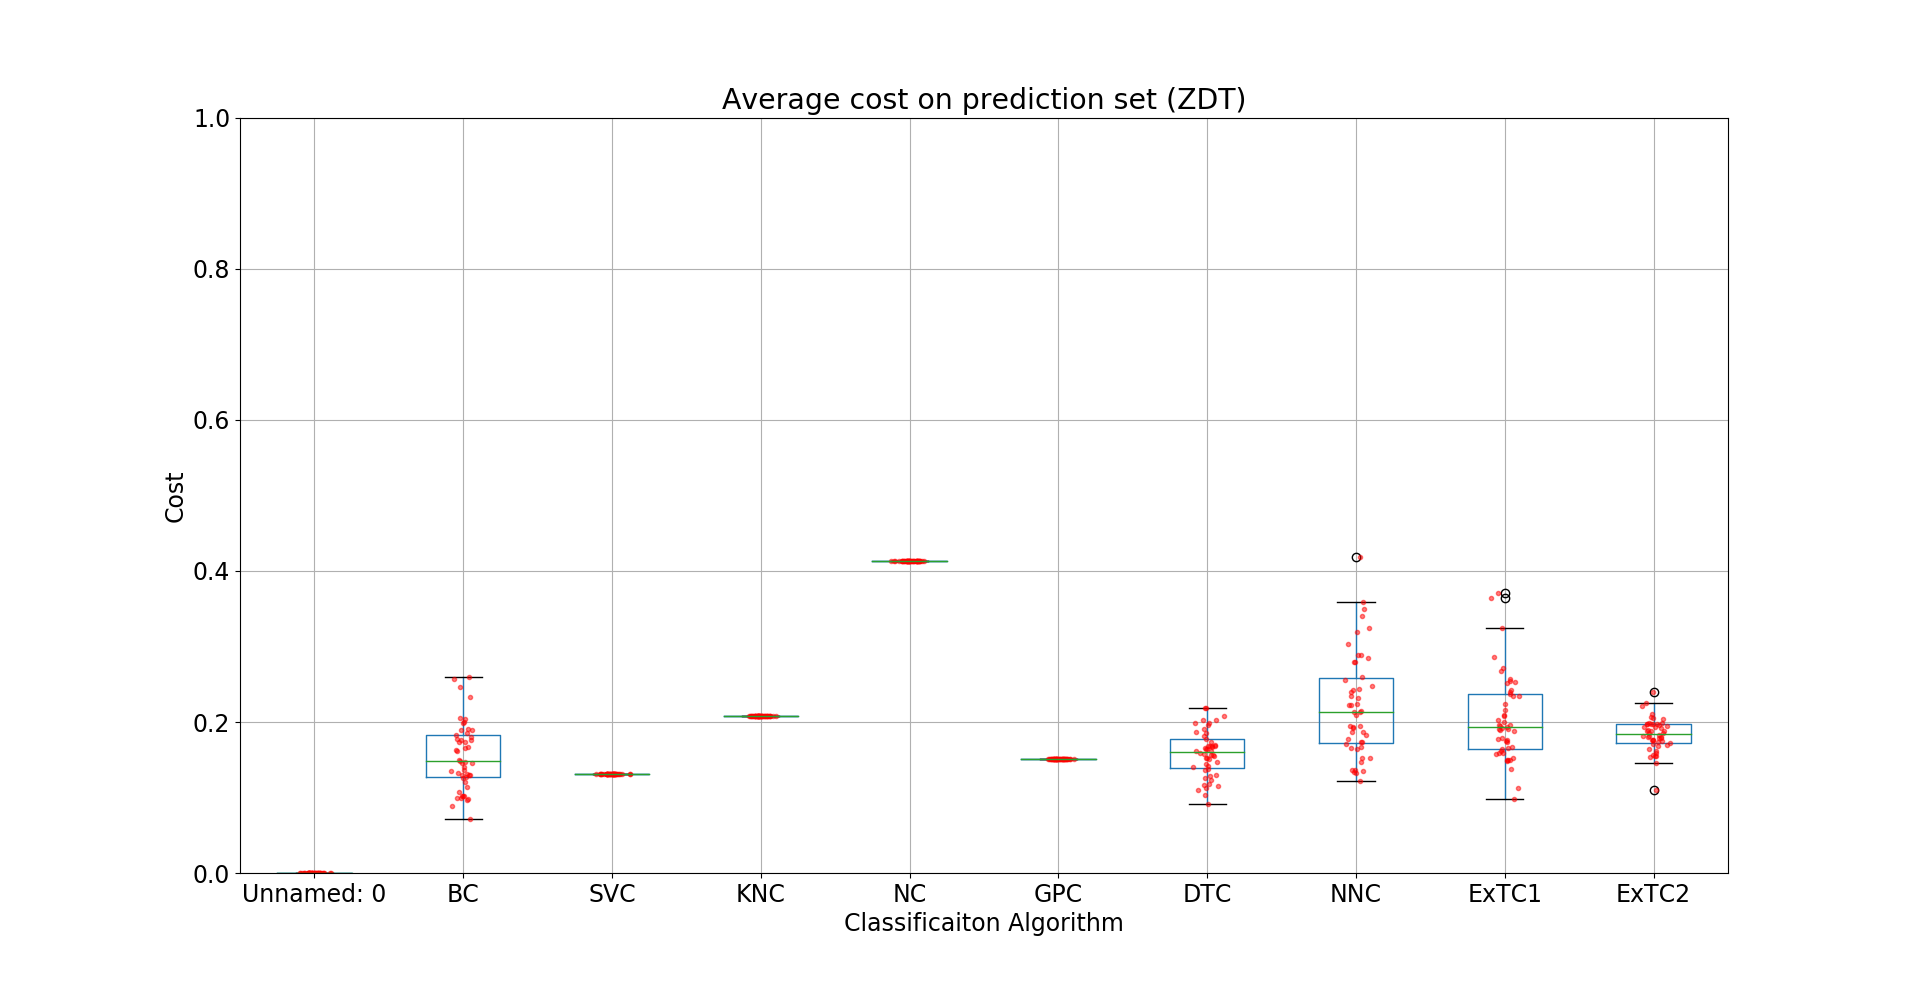 Average cost on prediction set (ZDT)
1.0
0.8
0.6
0.4
0.2
0.0
Cost
Unnamed: 0 BC SVC KNC NC GPC DTC NNC ExTC1 ExTC2
Classificaiton Algorithm